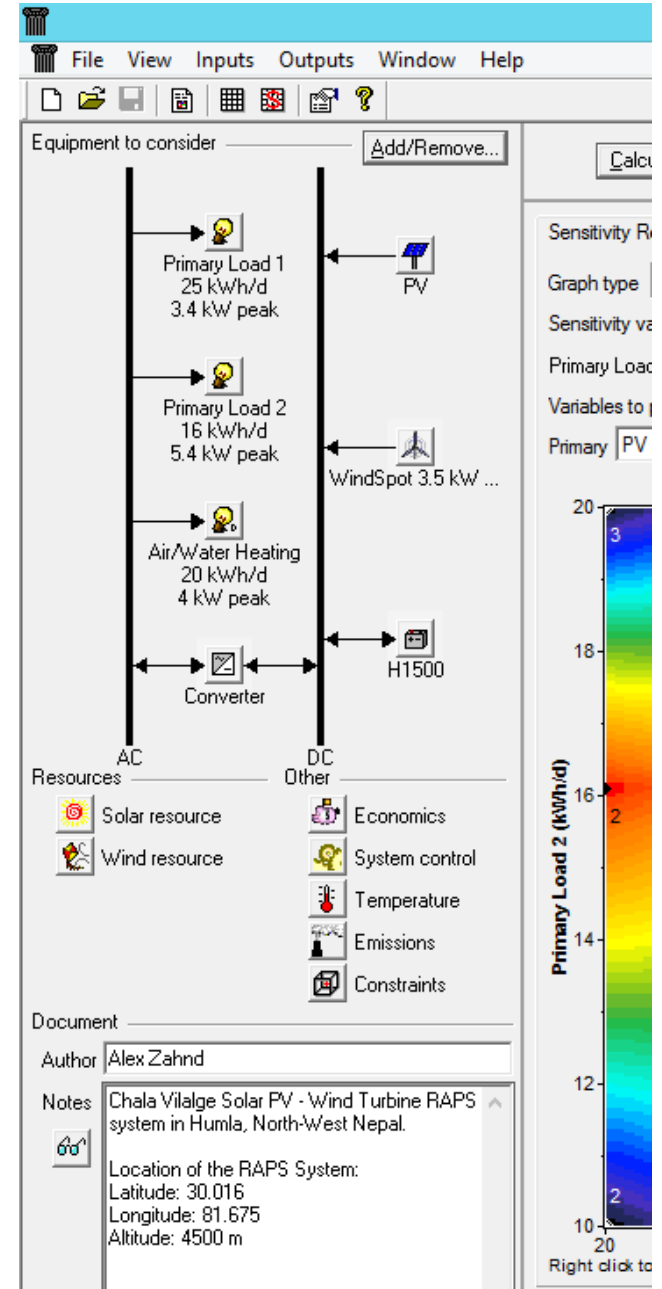 File View Inputs Outputs Window Help
Equipment to consider
Add/Remove...
Primary Load 1
25 kWh/d
3.4 kW peak
PV
Primary Load 2
16 kWh/d
5.4 kW peak
WindSpot 3.5 kW ...
Air/Water Heating
20 kWh/d
4 kW peak
H1500
Converter
AC
DC
Resources
Other
Solar resource
Economics
Wind resource
System control
Temperature
Emissions
Constraints
Document
Author Alex Zahnd
Notes
Chala Vilalge Solar PV - Wind Turbine RAPS
system in Humla, North-West Nepal.
Location of the RAPS System:
Latitude: 30.016
Longitude: 81.675
Altitude: 4500 m
Calcu
Sensitivity Re
Graph type
Sensitivity va
Primary Load
Variables to p
Primary PV
20
3
18
16
2
14
12
2
10
20
Primary Load 2 (kWh/d)
Right click to